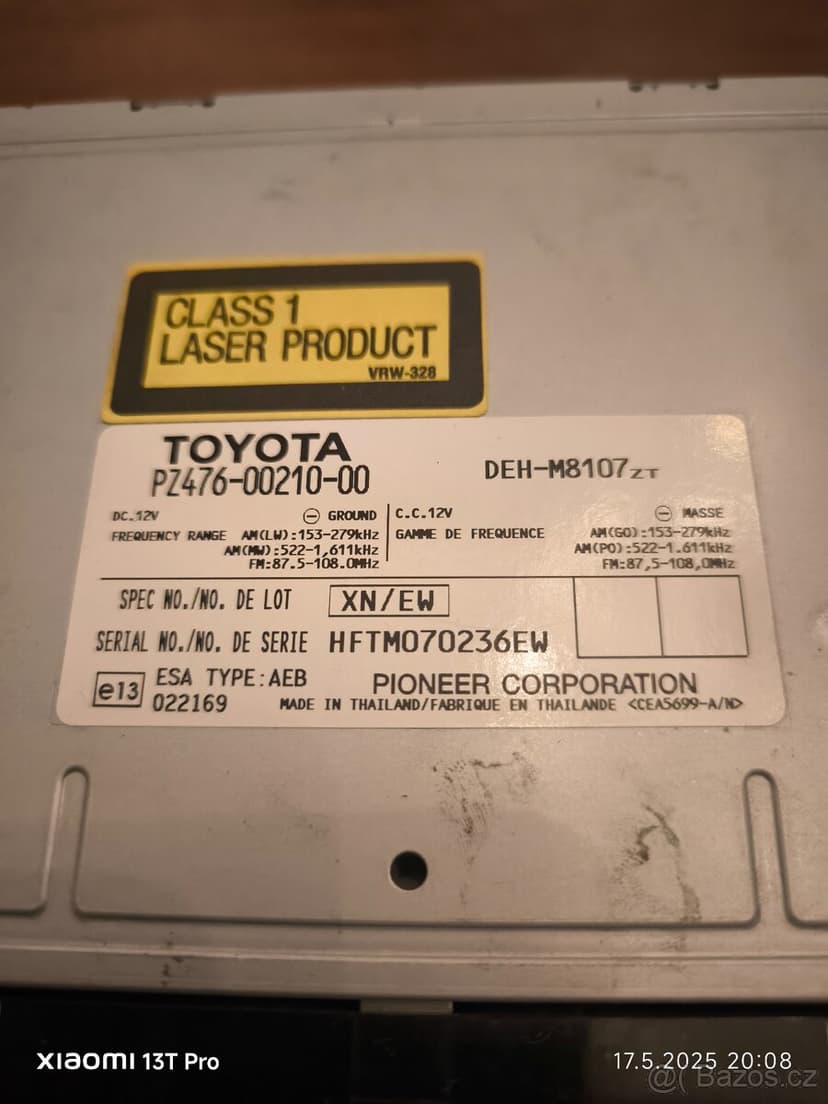 CLASS 1
LASER PRODUCT
VRW-328
TOYOTA
PZ476-00210-00
DEH-M8107ZT
DC.12V ⊖ GROUND
FREQUENCY RANGE AM(LW):153-279kHz
AM(MW):522-1,611kHz
FM:87.5-108.0MHz
C.C.12V ⊖ MASSE
GAMME DE FREQUENCE AM(GO):153-279kHz
AM(PO):522-1.611kHz
FM:87,5-108,0MHz
SPEC NO./NO. DE LOT XN/EW
SERIAL NO./NO. DE SERIE HFTM070236EW
e13 ESA TYPE:AEB
022169
PIONEER CORPORATION
MADE IN THAILAND/FABRIQUE EN THAILANDE <CEA5699-A/N>
XIAOMI 13T Pro
17.5.2025 20:08
Bazos.cz